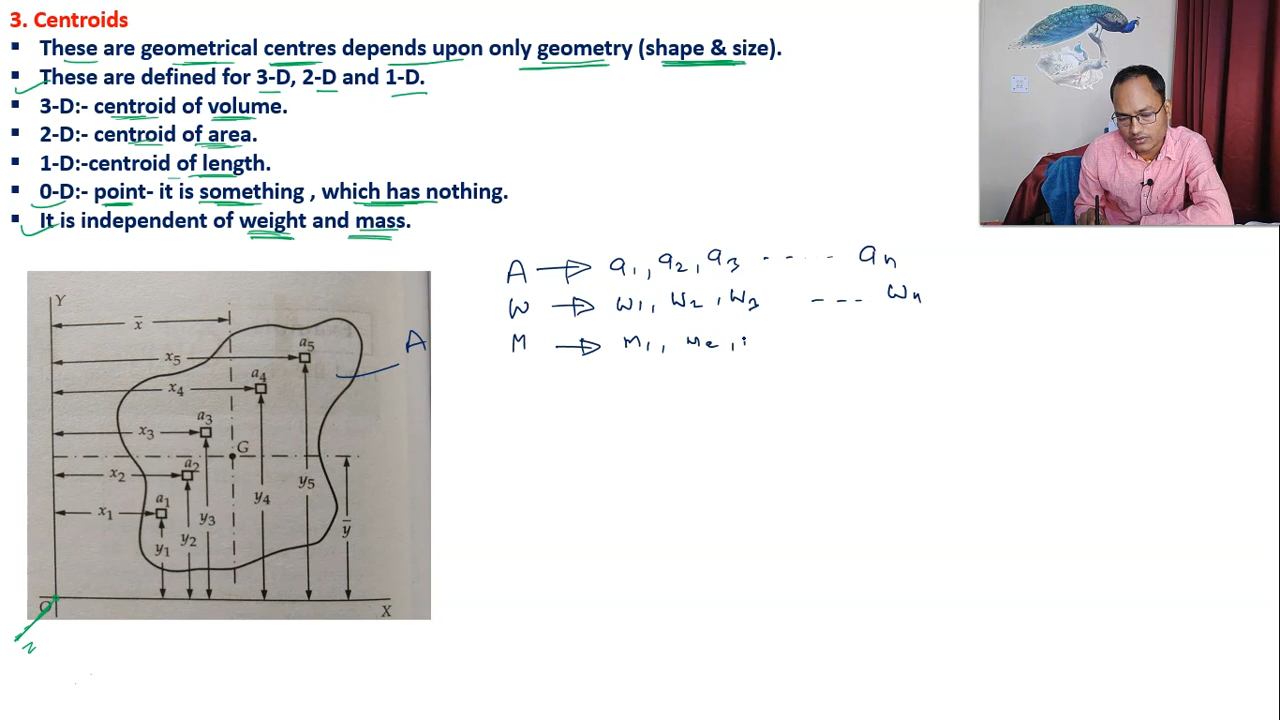 3. Centroids
▪ These are geometrical centres depends upon only geometry (shape & size).
▪ These are defined for 3-D, 2-D and 1-D.
▪ 3-D:- centroid of volume.
▪ 2-D:- centroid of area.
▪ 1-D:-centroid of length.
▪ 0-D:- point- it is something , which has nothing.
▪ It is independent of weight and mass.
A → a1, a2, a3 ----- an
W → w1, w2, w3 --- wn
M → m1, m2,
Y
x̄
A
a5
x5
a4
x4
a3
x3
G
a2
x2
y5
y4
a1
x1
y3
ȳ
y2
y1
O
X